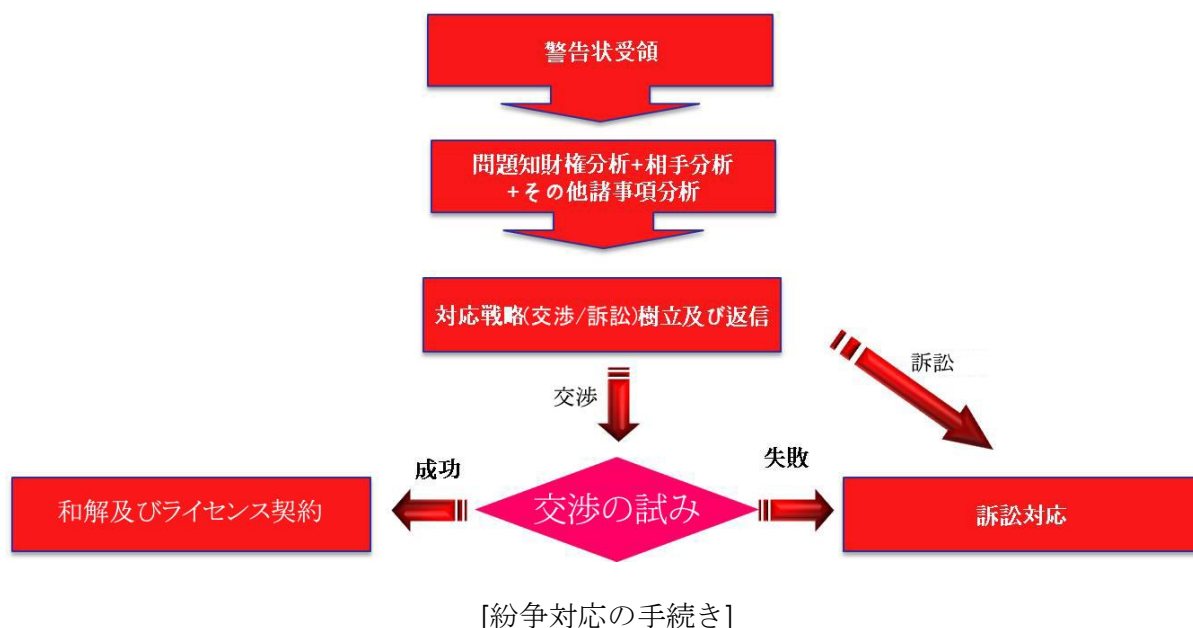 警告状受領
問題知財権分析+相手分析
+その他諸事項分析
対応戦略(交渉/訴訟)樹立及び返信
訴訟
交渉
成功
失敗
和解及びライセンス契約
交渉の試み
訴訟対応
[紛争対応の手続き]